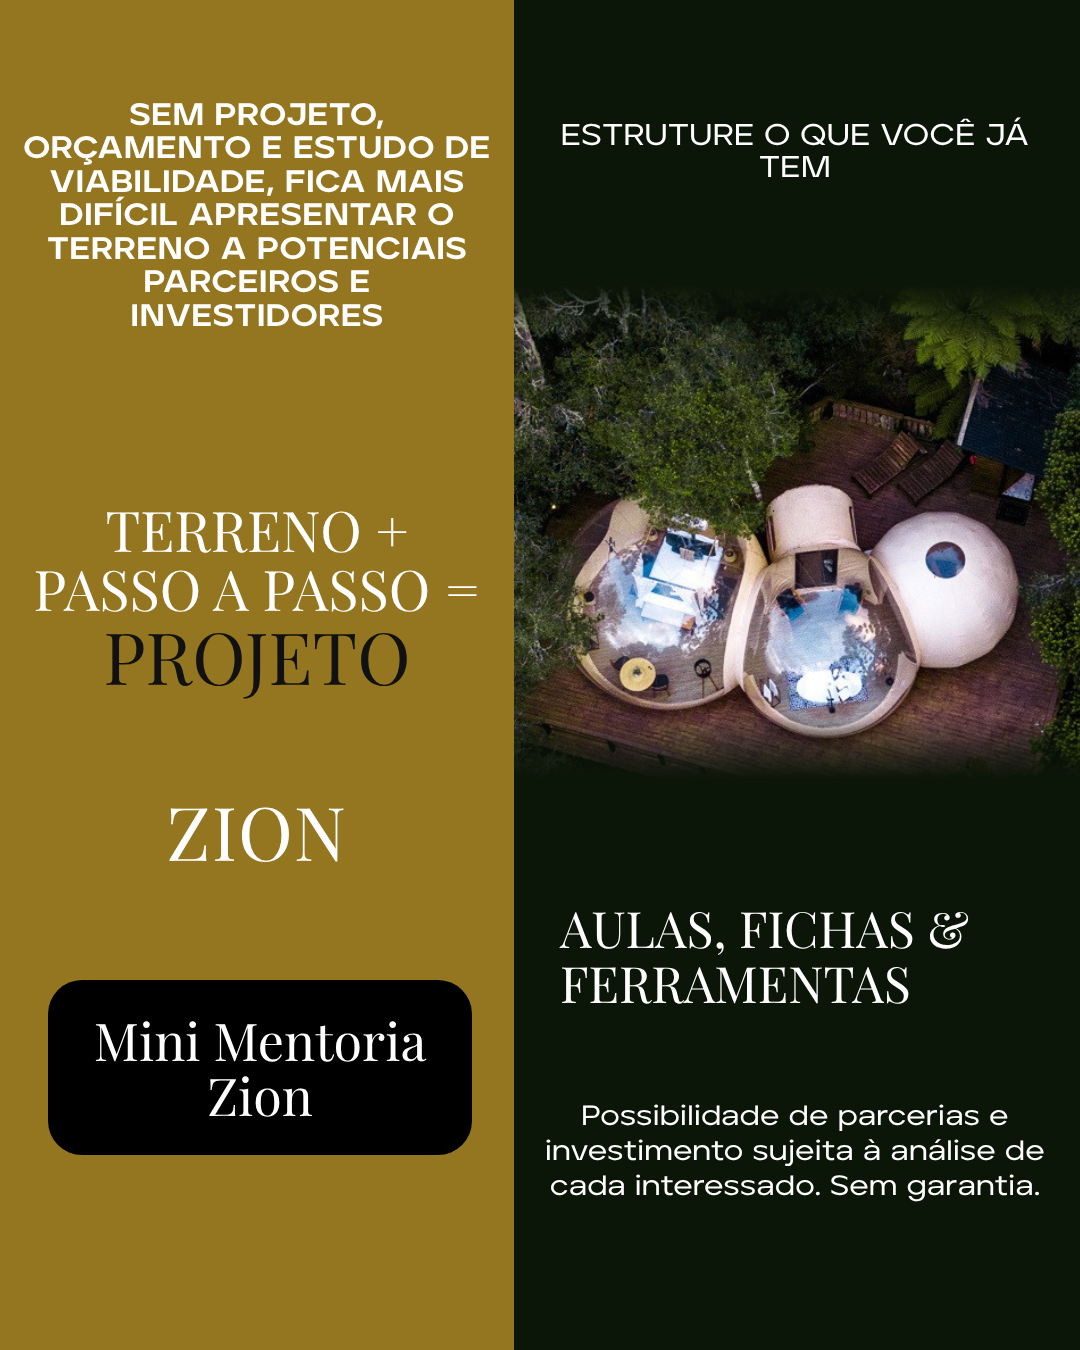 SEM PROJETO,
ORÇAMENTO E ESTUDO DE
VIABILIDADE, FICA MAIS
DIFÍCIL APRESENTAR O
TERRENO A POTENCIAIS
PARCEIROS E
INVESTIDORES
TERRENO +
PASSO A PASSO =
PROJETO
ZION
Mini Mentoria
Zion
ESTRUTURE O QUE VOCÊ JÁ
TEM
AULAS, FICHAS &
FERRAMENTAS
Possibilidade de parcerias e
investimento sujeita à análise de
cada interessado. Sem garantia.